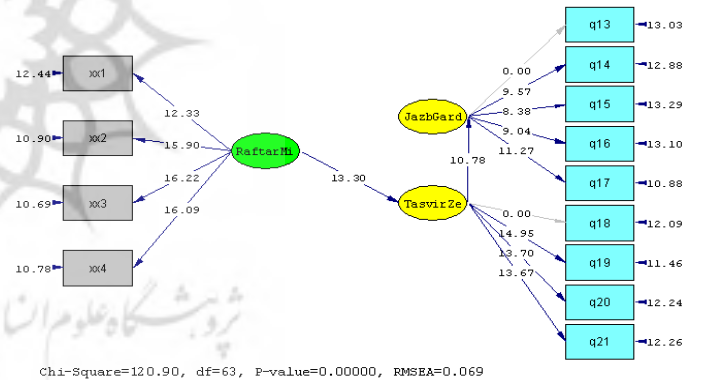 q13
13.03
q14
12.88
q15
13.29
q16
13.10
q17
10.88
q18
12.09
q19
11.46
q20
12.24
q21
12.26
0.00
9.57
8.38
9.04
11.27
JazbGard
10.78
TasvirZe
0.00
14.95
13.70
13.67
12.44
xx1
10.90
xx2
10.69
xx3
10.78
xx4
12.33
15.90
16.22
16.09
RaftarMi
13.30
Chi-Square=120.90, df=63, P-value=0.00000, RMSEA=0.069